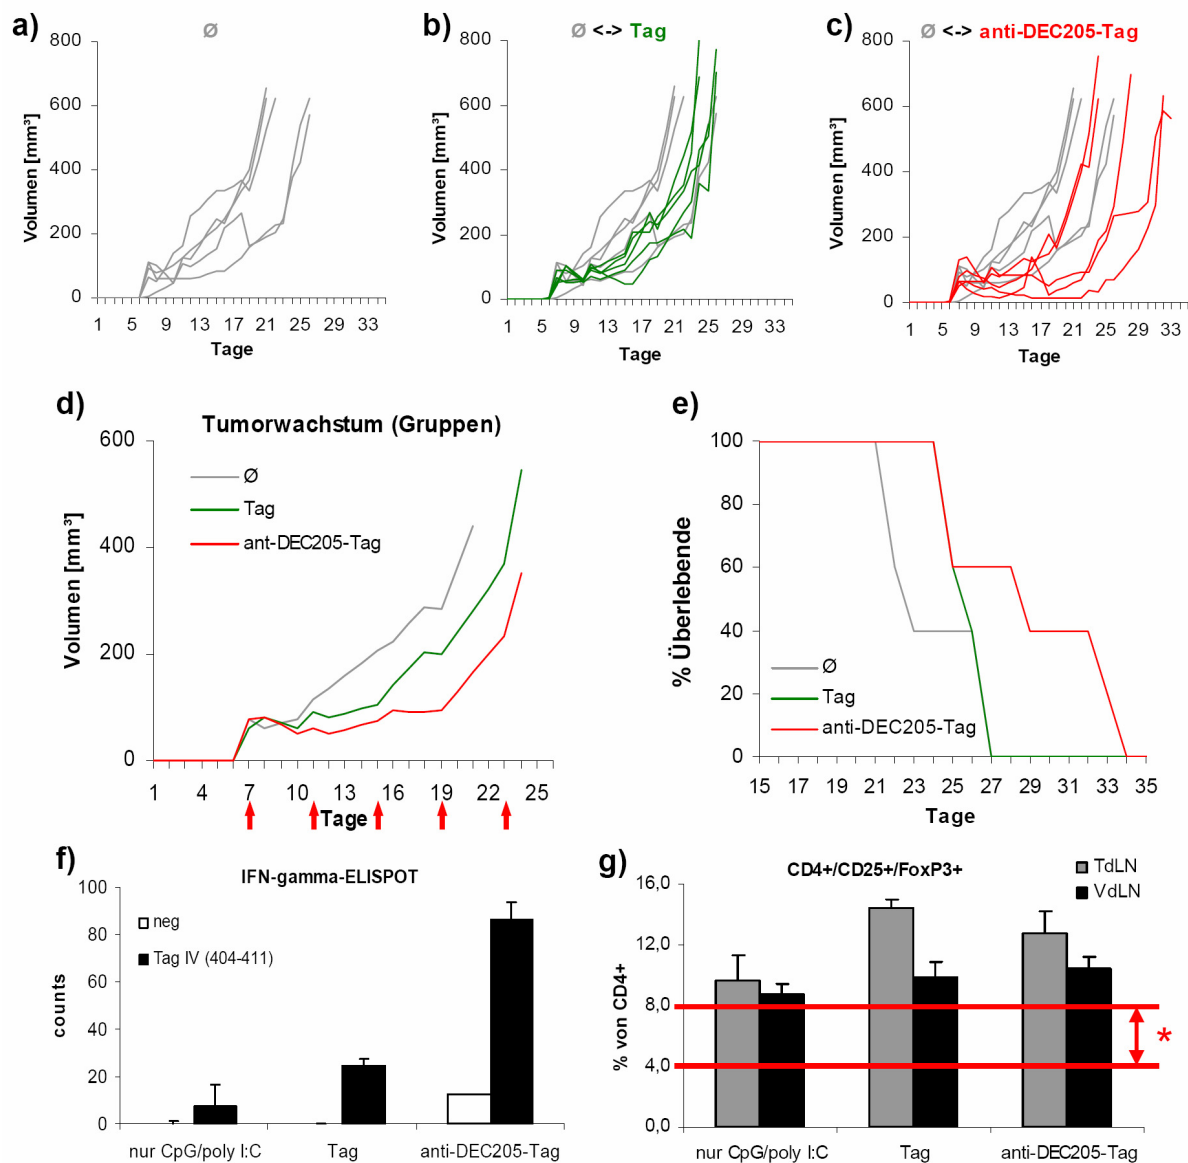 a)
Ø
Volumen [mm³]
800
600
400
200
0
1 5 9 13 17 21 25 29 33
Tage
b)
Ø <-> Tag
Volumen [mm³]
800
600
400
200
0
1 5 9 13 17 21 25 29 33
Tage
c)
Ø <-> anti-DEC205-Tag
Volumen [mm³]
800
600
400
200
0
1 5 9 13 17 21 25 29 33
Tage
d)
Tumorwachstum (Gruppen)
Volumen [mm³]
600
400
200
0
Ø
Tag
ant-DEC205-Tag
1 4 7 10 13 16 19 22 25
Tage
e)
% Überlebende
100
80
60
40
20
0
Ø
Tag
anti-DEC205-Tag
15 17 19 21 23 25 27 29 31 33 35
Tage
f)
IFN-gamma-ELISPOT
counts
100
80
60
40
20
0
neg
Tag IV (404-411)
nur CpG/poly I:C Tag anti-DEC205-Tag
g)
CD4+/CD25+/FoxP3+
TdLN
VdLN
% von CD4+
16,0
12,0
8,0
4,0
0,0
*
nur CpG/poly I:C Tag anti-DEC205-Tag